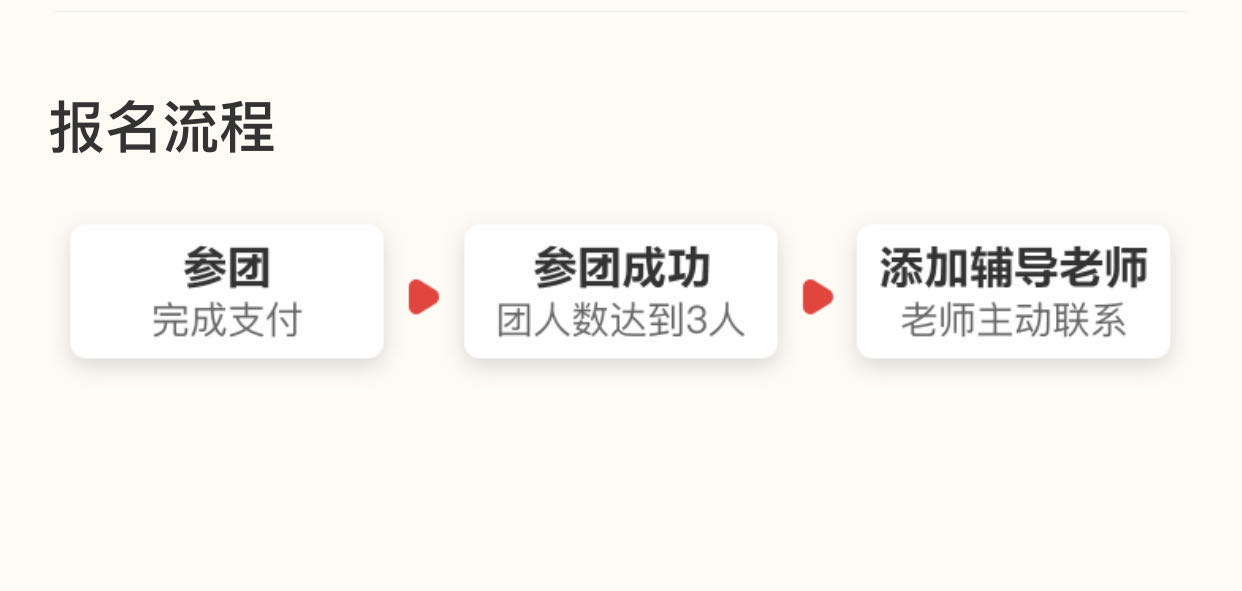 报名流程
参团
完成支付
参团成功
团人数达到3人
添加辅导老师
老师主动联系